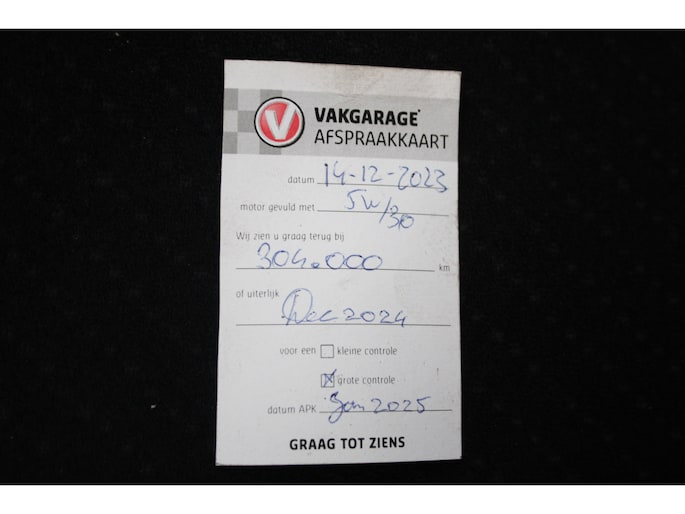 V VAKGARAGE®
AFSPRAAKKAART
datum 14-12-2023
motor gevuld met 5W/30
Wij zien u graag terug bij
304.000 km
of uiterlijk
Dec 2024
voor een kleine controle
grote controle
datum APK 2025
GRAAG TOT ZIENS